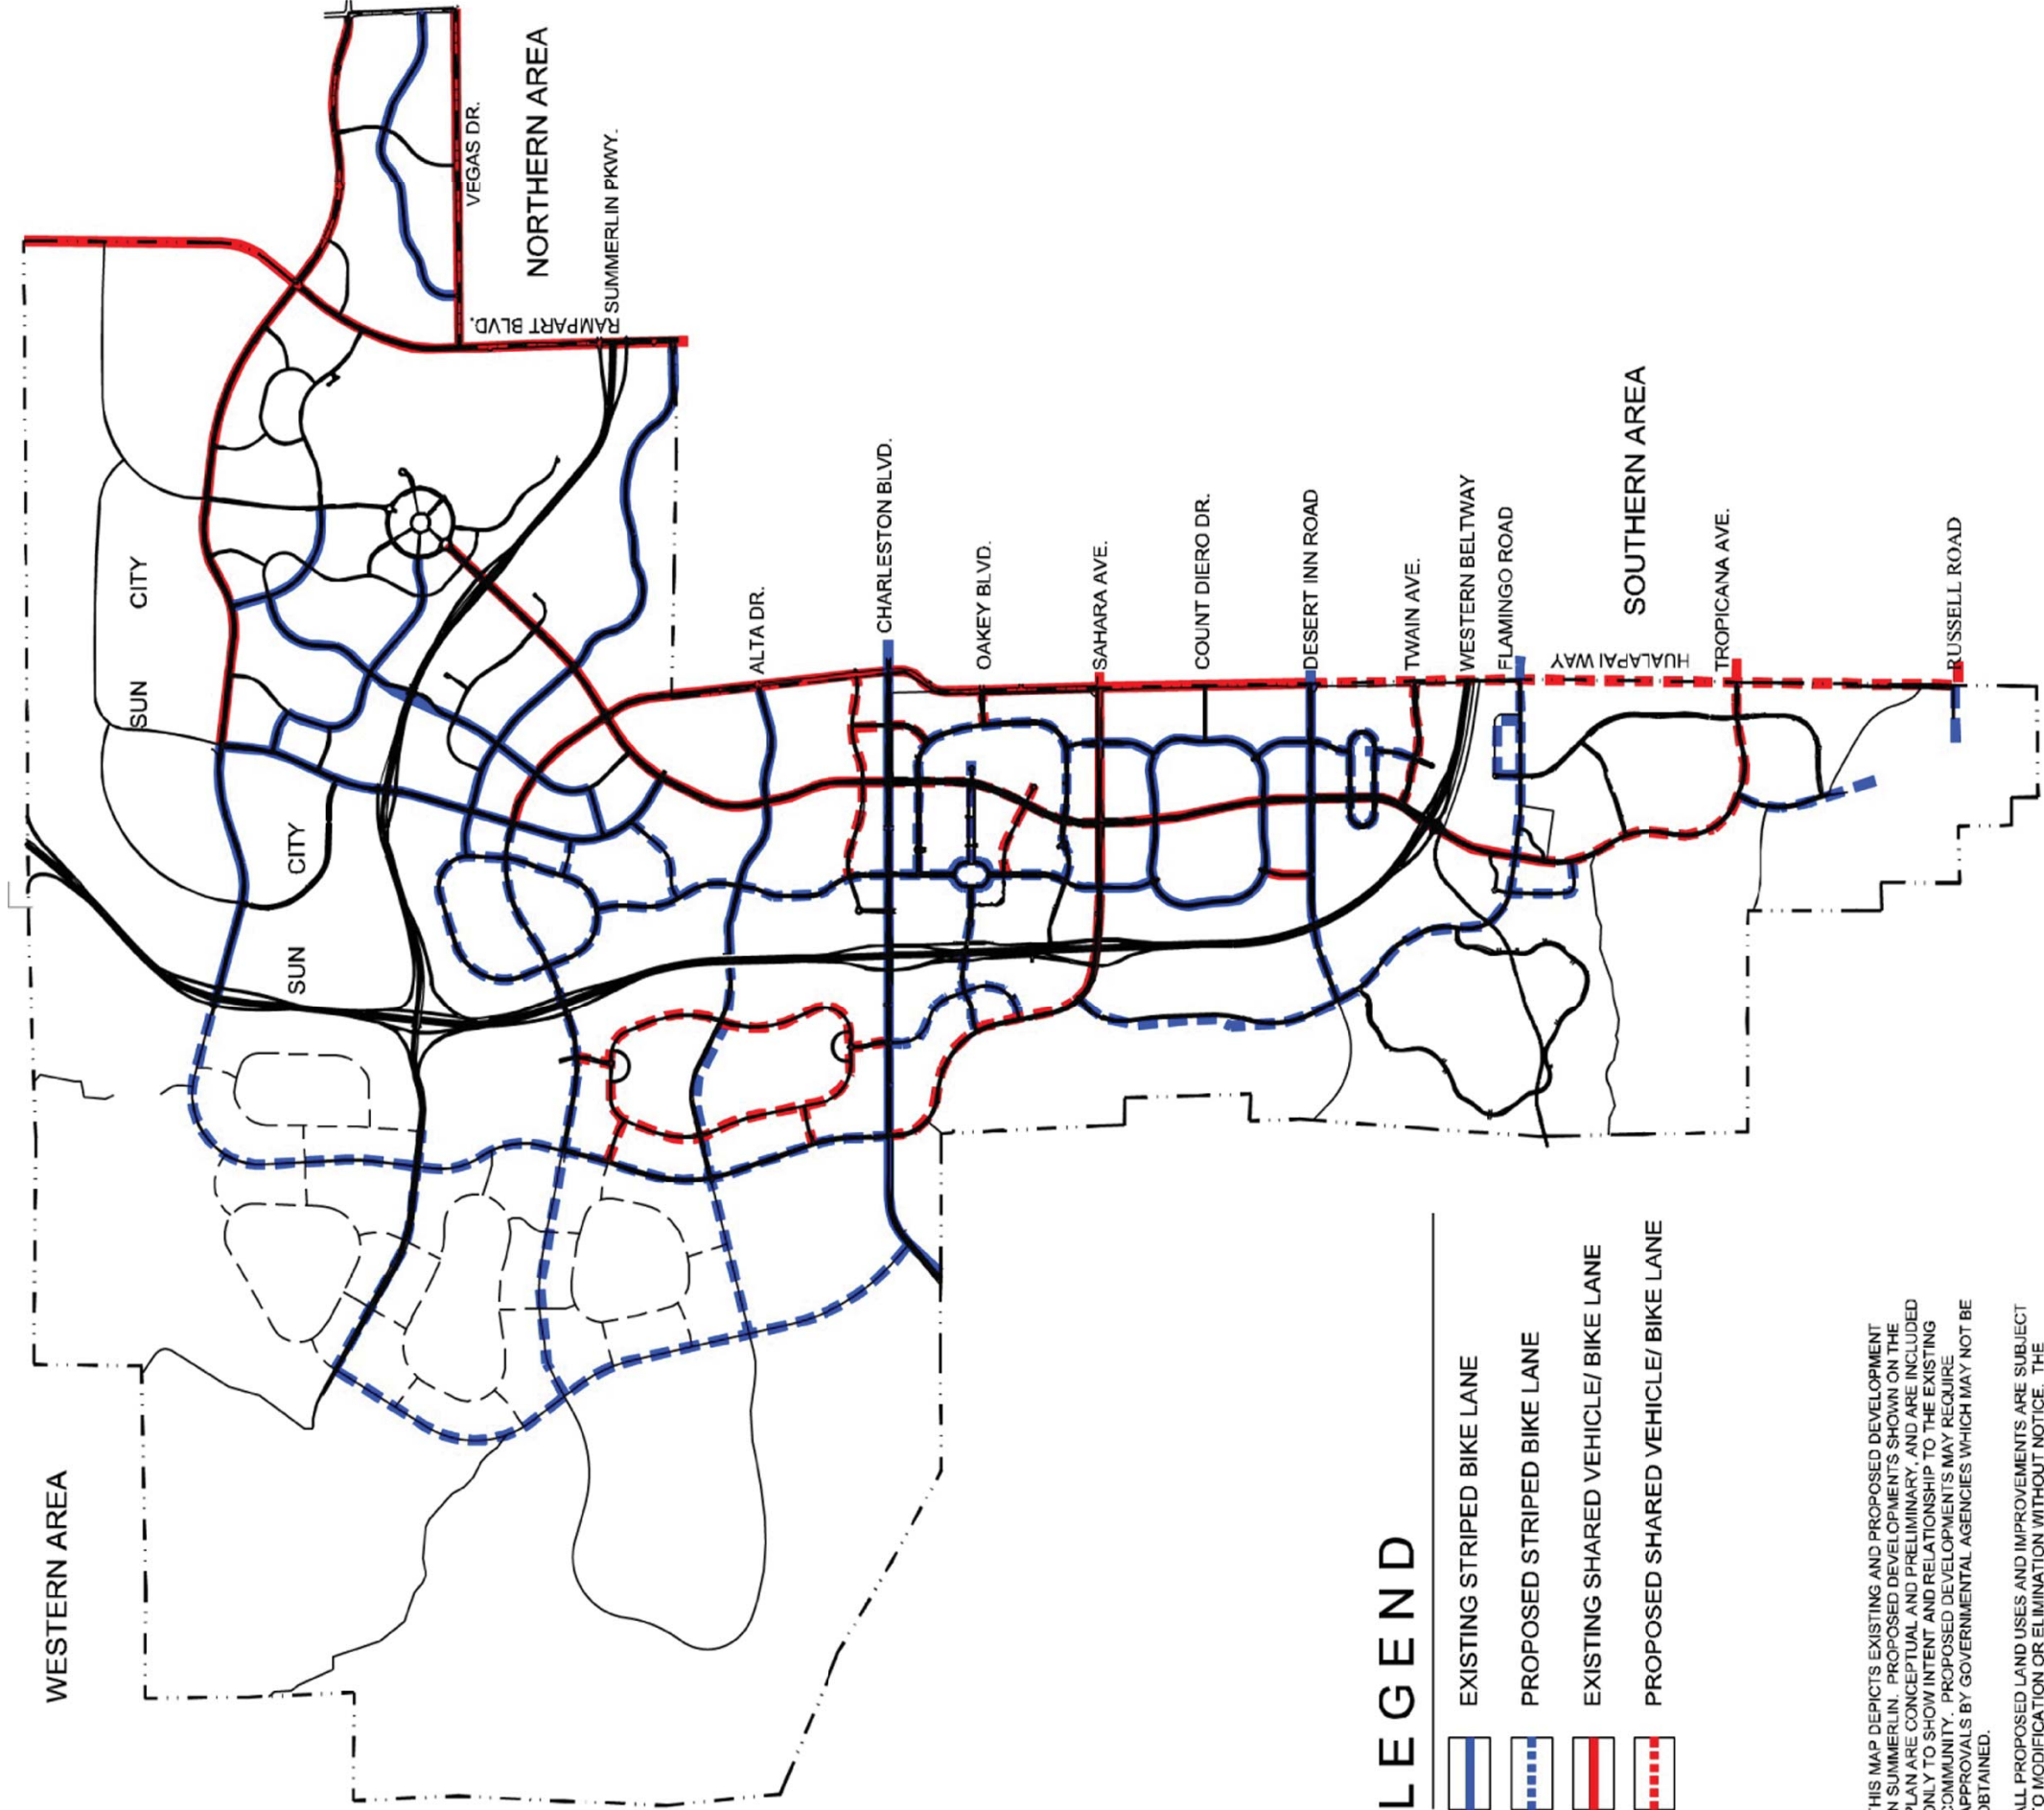 WESTERN AREA
NORTHERN AREA
SOUTHERN AREA
SUN CITY
SUN CITY
VEGAS DR.
SUMMERLIN PKWY.
RAMPART BLVD.
ALTA DR.
CHARLESTON BLVD.
OAKEY BLVD.
SAHARA AVE.
COUNT DIERO DR.
DESERT INN ROAD
TWAIN AVE.
WESTERN BELTWAY
FLAMINGO ROAD
HUALAPAI WAY
TROPICANA AVE.
RUSSELL ROAD
LEGEND
EXISTING STRIPED BIKE LANE
PROPOSED STRIPED BIKE LANE
EXISTING SHARED VEHICLE/ BIKE LANE
PROPOSED SHARED VEHICLE/ BIKE LANE
THIS MAP DEPICTS EXISTING AND PROPOSED DEVELOPMENT
N SUMMERLIN. PROPOSED DEVELOPMENTS SHOWN ON THE
PLAN ARE CONCEPTUAL AND PRELIMINARY, AND ARE INCLUDED
ONLY TO SHOW INTENT AND RELATIONSHIP TO THE EXISTING
COMMUNITY. PROPOSED DEVELOPMENTS MAY REQUIRE
APPROVALS BY GOVERNMENTAL AGENCIES WHICH MAY NOT BE
OBTAINED.
ALL PROPOSED LAND USES AND IMPROVEMENTS ARE SUBJECT
TO MODIFICATION OR ELIMINATION WITHOUT NOTICE. THE